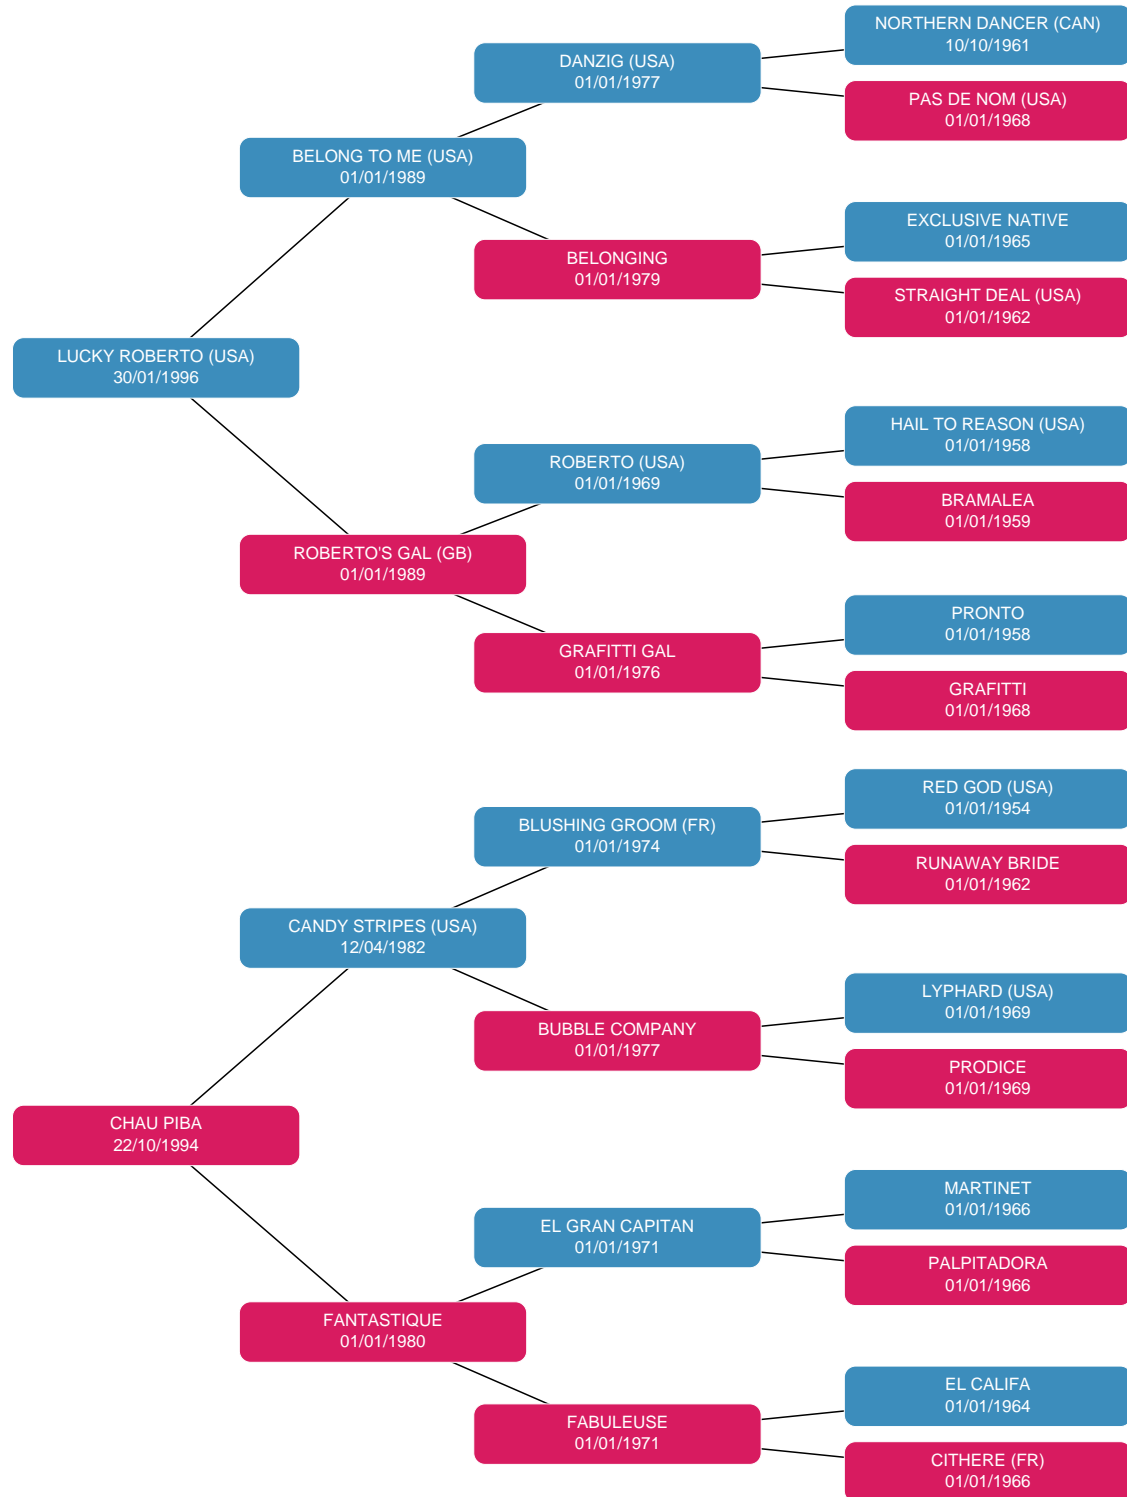 NORTHERN DANCER (CAN)
10/10/1961
DANZIG (USA)
01/01/1977
PAS DE NOM (USA)
01/01/1968
BELONG TO ME (USA)
01/01/1989
EXCLUSIVE NATIVE
01/01/1965
BELONGING
01/01/1979
STRAIGHT DEAL (USA)
01/01/1962
LUCKY ROBERTO (USA)
30/01/1996
HAIL TO REASON (USA)
01/01/1958
ROBERTO (USA)
01/01/1969
BRAMALEA
01/01/1959
ROBERTO'S GAL (GB)
01/01/1989
PRONTO
01/01/1958
GRAFITTI GAL
01/01/1976
GRAFITTI
01/01/1968
RED GOD (USA)
01/01/1954
BLUSHING GROOM (FR)
01/01/1974
RUNAWAY BRIDE
01/01/1962
CANDY STRIPES (USA)
12/04/1982
LYPHARD (USA)
01/01/1969
BUBBLE COMPANY
01/01/1977
PRODICE
01/01/1969
CHAU PIBA
22/10/1994
MARTINET
01/01/1966
EL GRAN CAPITAN
01/01/1971
PALPITADORA
01/01/1966
FANTASTIQUE
01/01/1980
EL CALIFA
01/01/1964
FABULEUSE
01/01/1971
CITHERE (FR)
01/01/1966